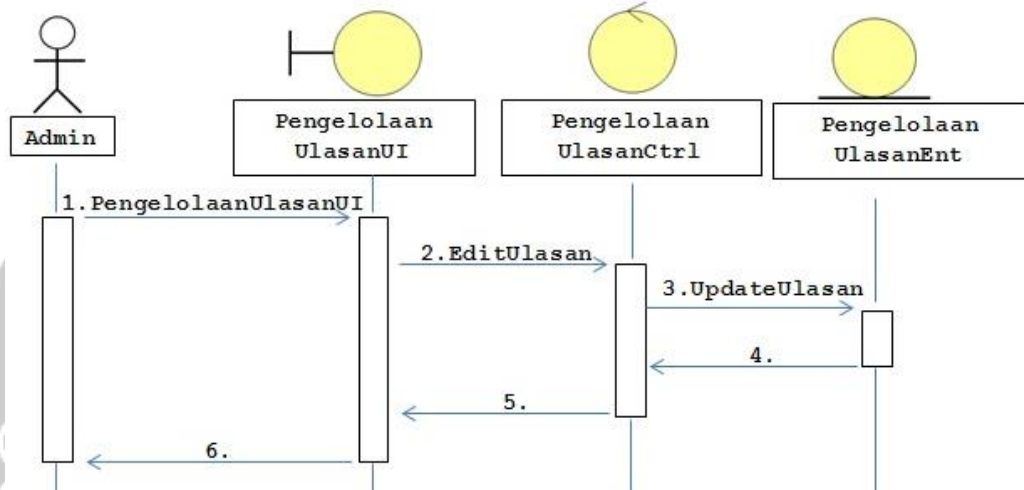 Admin
Pengelolaan
UlasanUI
Pengelolaan
UlasanCtrl
Pengelolaan
UlasanEnt
1.PengelolaanUlasanUI
2.EditUlasan
3.UpdateUlasan
4.
5.
6.